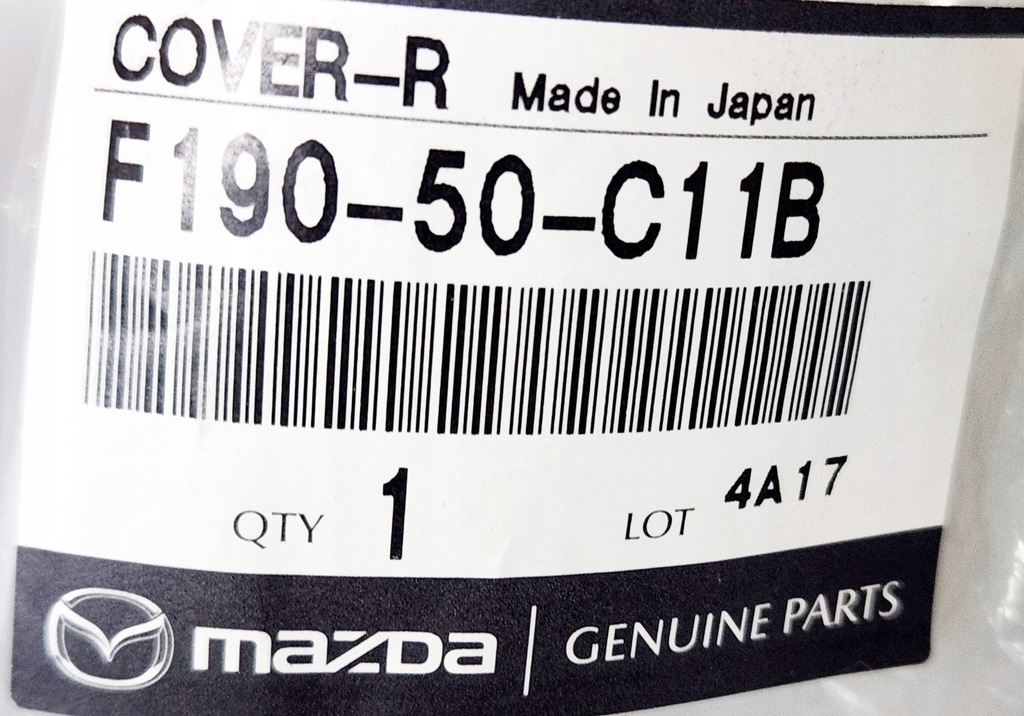 COVER-R Made In Japan
F190-50-C11B
QTY 1 LOT 4A17
mazda | GENUINE PARTS